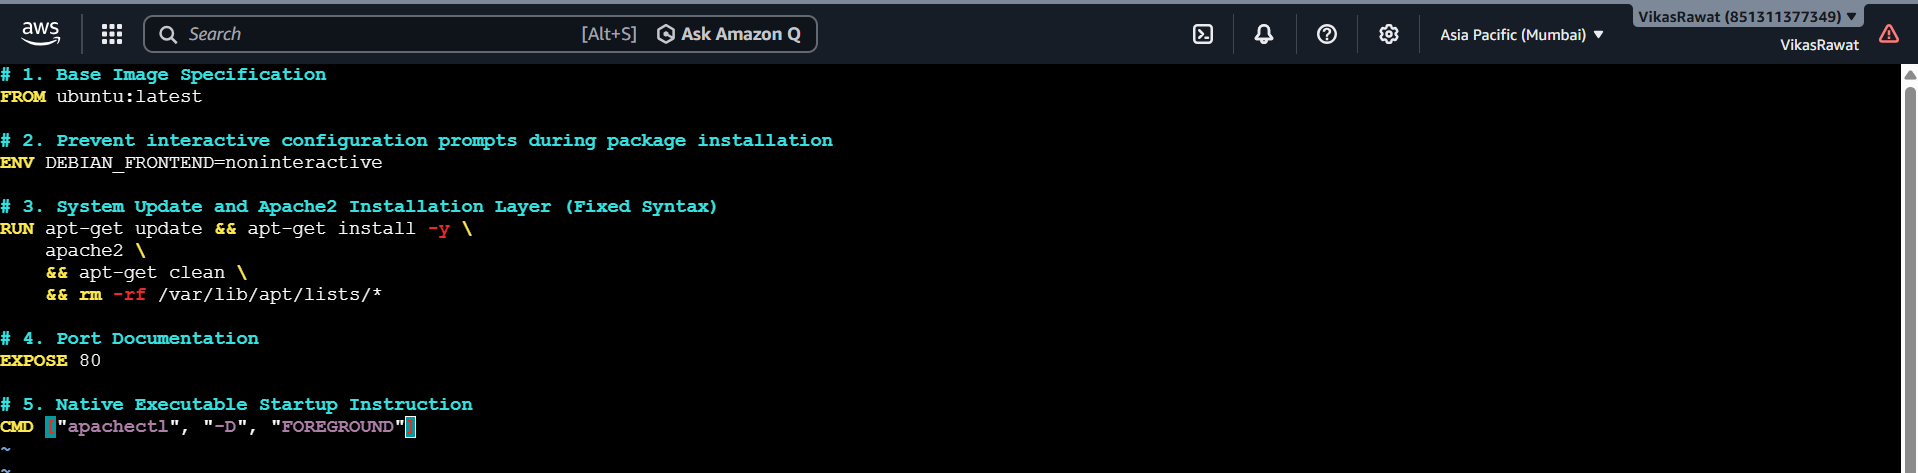 aws
Search [Alt+S] Ask Amazon Q
Asia Pacific (Mumbai) ▼
VikasRawat (851311377349) ▼
VikasRawat
# 1. Base Image Specification
FROM ubuntu:latest
# 2. Prevent interactive configuration prompts during package installation
ENV DEBIAN_FRONTEND=noninteractive
# 3. System Update and Apache2 Installation Layer (Fixed Syntax)
RUN apt-get update && apt-get install -y \
    apache2 \
    && apt-get clean \
    && rm -rf /var/lib/apt/lists/*
# 4. Port Documentation
EXPOSE 80
# 5. Native Executable Startup Instruction
CMD ["apachectl", "-D", "FOREGROUND"]
~
~